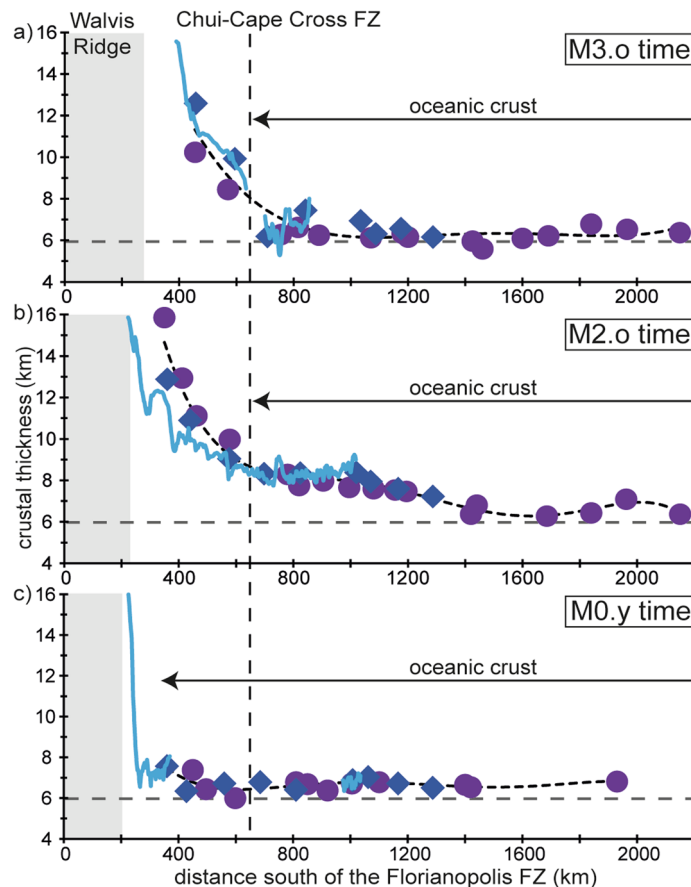 Walvis Ridge
Chui-Cape Cross FZ
a)
M3.o time
oceanic crust
16
14
12
10
8
6
4
0 400 800 1200 1600 2000
b)
M2.o time
oceanic crust
crustal thickness (km)
16
14
12
10
8
6
4
0 400 800 1200 1600 2000
c)
M0.y time
oceanic crust
16
14
12
10
8
6
4
0 400 800 1200 1600 2000
distance south of the Florianopolis FZ (km)